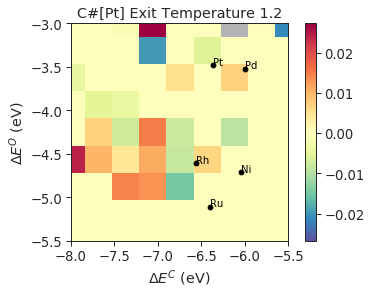 C#[Pt] Exit Temperature 1.2
−3.0
−3.5
−4.0
−4.5
−5.0
−5.5
ΔE^O (eV)
Pt
Pd
Rh
Ni
Ru
−8.0 −7.5 −7.0 −6.5 −6.0 −5.5
ΔE^C (eV)
0.02
0.01
0.00
−0.01
−0.02